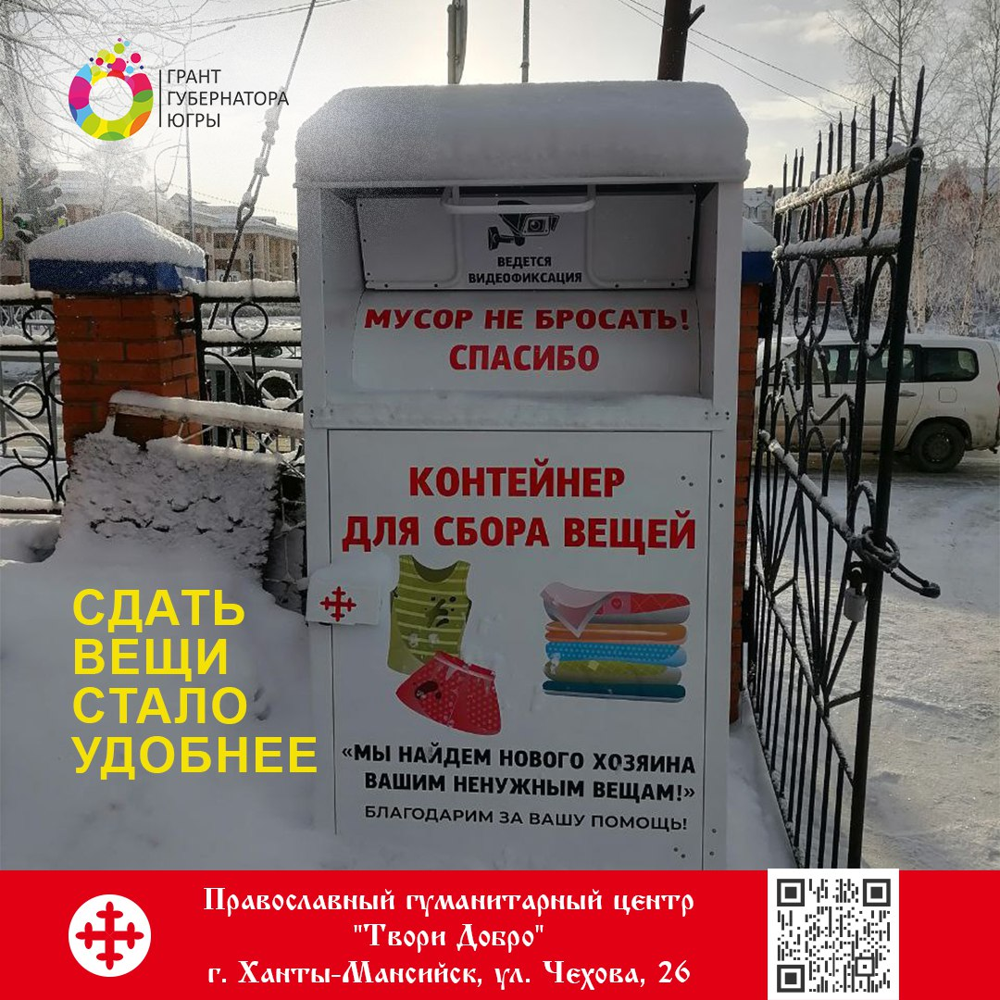 ГРАНТ
ГУБЕРНАТОРА
ЮГРЫ
ВЕДЕТСЯ
ВИДЕОФИКСАЦИЯ
МУСОР НЕ БРОСАТЬ!
СПАСИБО
КОНТЕЙНЕР
ДЛЯ СБОРА ВЕЩЕЙ
СДАТЬ
ВЕЩИ
СТАЛО
УДОБНЕЕ
«МЫ НАЙДЕМ НОВОГО ХОЗЯИНА
ВАШИМ НЕНУЖНЫМ ВЕЩАМ!»
БЛАГОДАРИМ ЗА ВАШУ ПОМОЩЬ!
Православный гуманитарный центр
"Твори Добро"
г. Ханты-Мансийск, ул. Чехова, 26